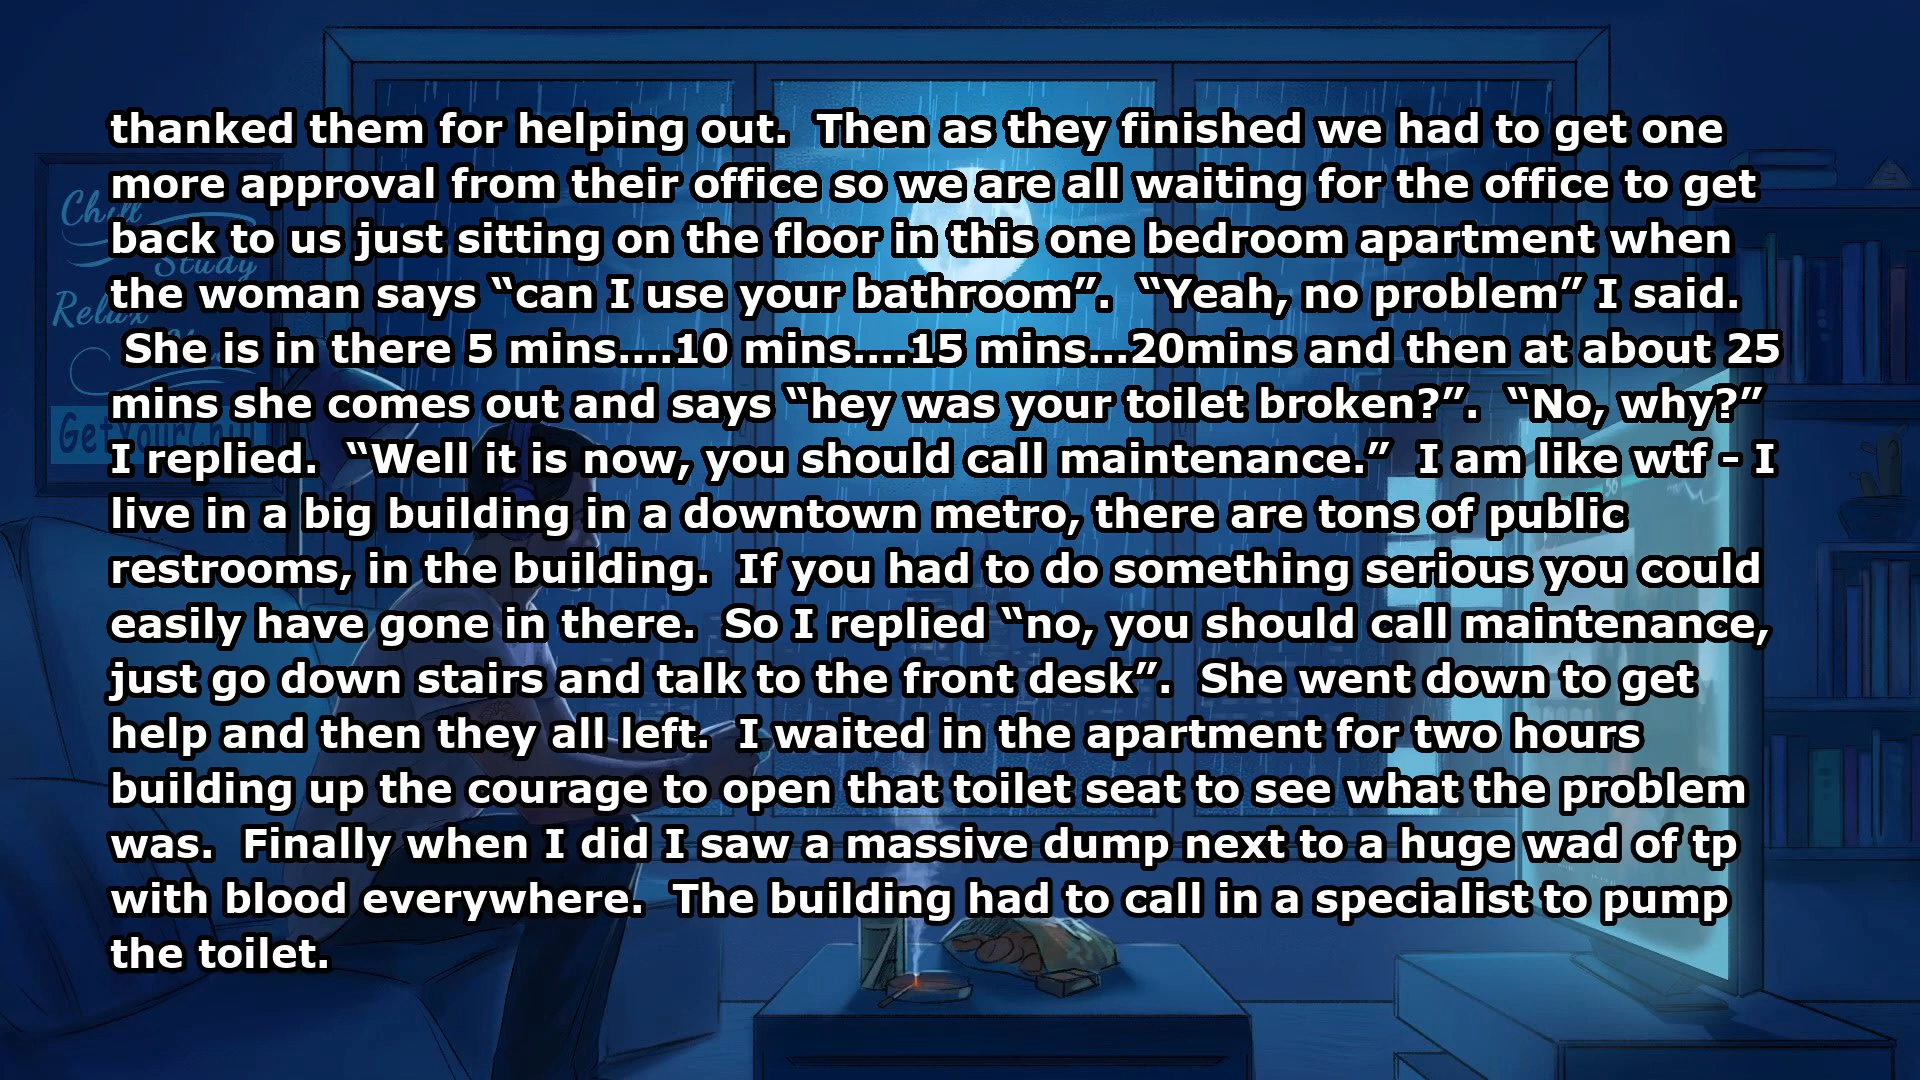 thanked them for helping out.  Then as they finished we had to get one
more approval from their office so we are all waiting for the office to get
back to us just sitting on the floor in this one bedroom apartment when
the woman says “can I use your bathroom”.  “Yeah, no problem” I said.
She is in there 5 mins....10 mins....15 mins...20mins and then at about 25
mins she comes out and says “hey was your toilet broken?”.  “No, why?”
I replied.  “Well it is now, you should call maintenance.”  I am like wtf - I
live in a big building in a downtown metro, there are tons of public
restrooms, in the building.  If you had to do something serious you could
easily have gone in there.  So I replied “no, you should call maintenance,
just go down stairs and talk to the front desk”.  She went down to get
help and then they all left.  I waited in the apartment for two hours
building up the courage to open that toilet seat to see what the problem
was.  Finally when I did I saw a massive dump next to a huge wad of tp
with blood everywhere.  The building had to call in a specialist to pump
the toilet.
Chill
Study
Relax
GetYourChill